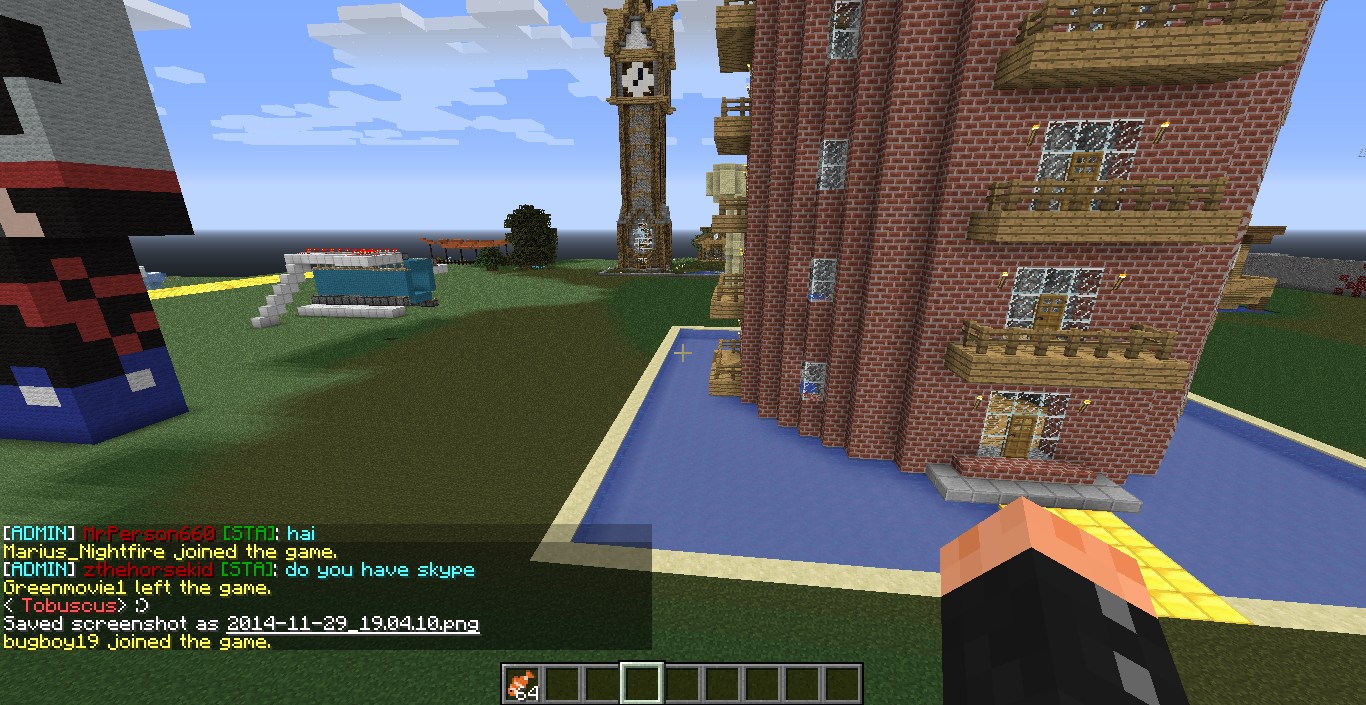 [ADMIN] MrPerson660 [STA]: hai
Marius_Nightfire joined the game.
[ADMIN] zthehorsekid [STA]: do you have skype
Greenmovie1 left the game.
< Tobuscus> :)
Saved screenshot as 2014-11-29_19.04.10.png
bugboy19 joined the game.
64